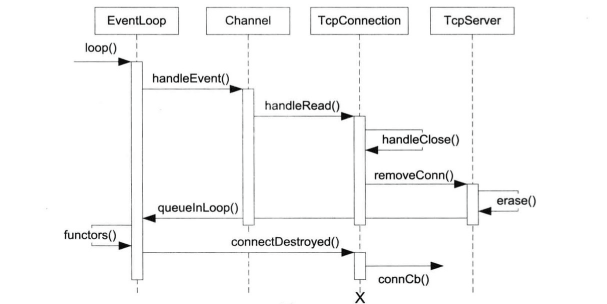 EventLoop
Channel
TcpConnection
TcpServer
loop()
handleEvent()
handleRead()
handleClose()
removeConn()
erase()
queueInLoop()
functors()
connectDestroyed()
connCb()
X